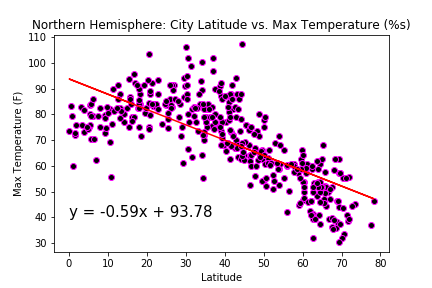 Northern Hemisphere: City Latitude vs. Max Temperature (%s)
110
100
90
80
70
60
50
40
30
Max Temperature (F)
y = -0.59x + 93.78
0 10 20 30 40 50 60 70 80
Latitude